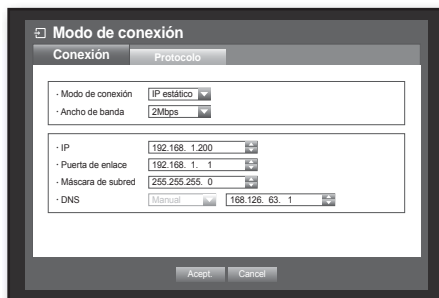 Modo de conexión
Conexión Protocolo
· Modo de conexión IP estático
· Ancho de banda 2Mbps
· IP 192.168. 1.200
· Puerta de enlace 192.168. 1. 1
· Máscara de subred 255.255.255. 0
· DNS Manual 168.126. 63. 1
Acept. Cancel